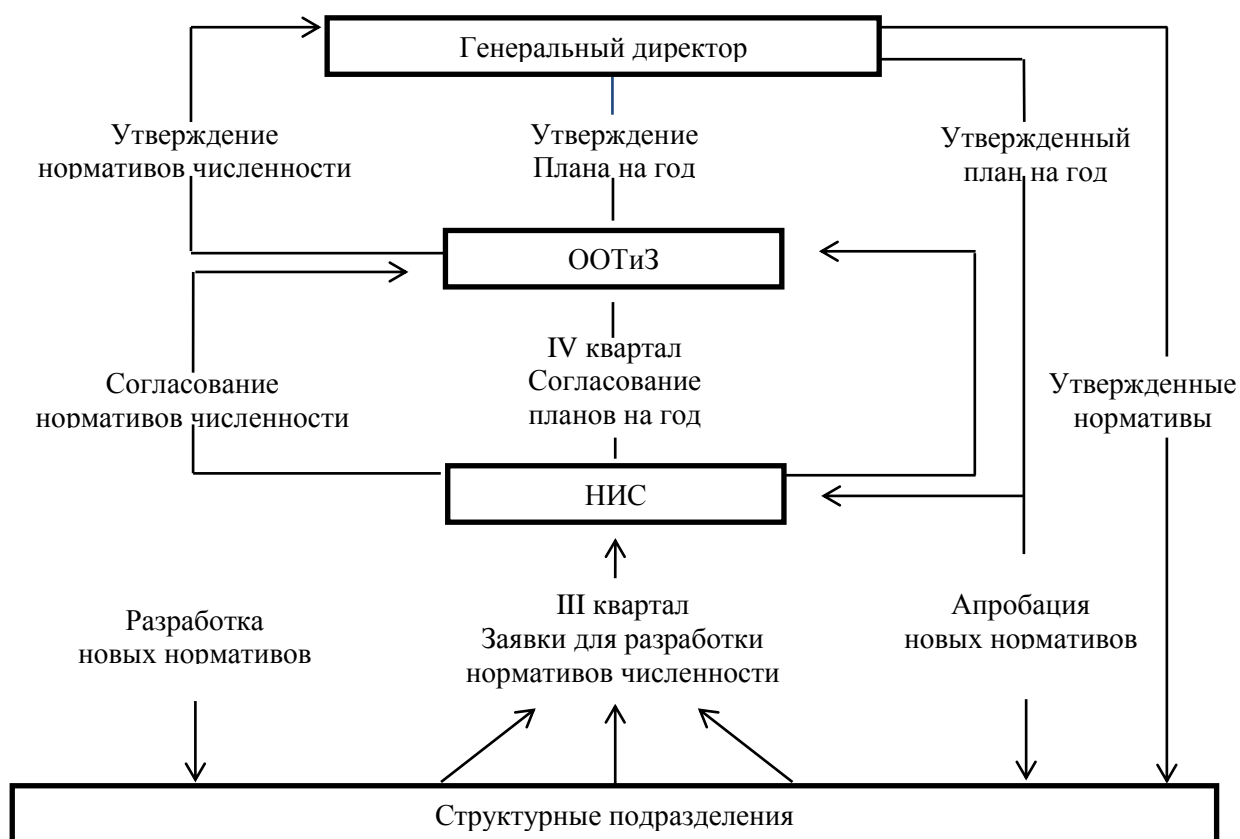 Генеральный директор
Утверждение
нормативов численности
Утверждение
Плана на год
Утвержденный
план на год
ООТиЗ
Согласование
нормативов численности
IV квартал
Согласование
планов на год
Утвержденные
нормативы
НИС
Разработка
новых нормативов
III квартал
Заявки для разработки
нормативов численности
Апробация
новых нормативов
Структурные подразделения